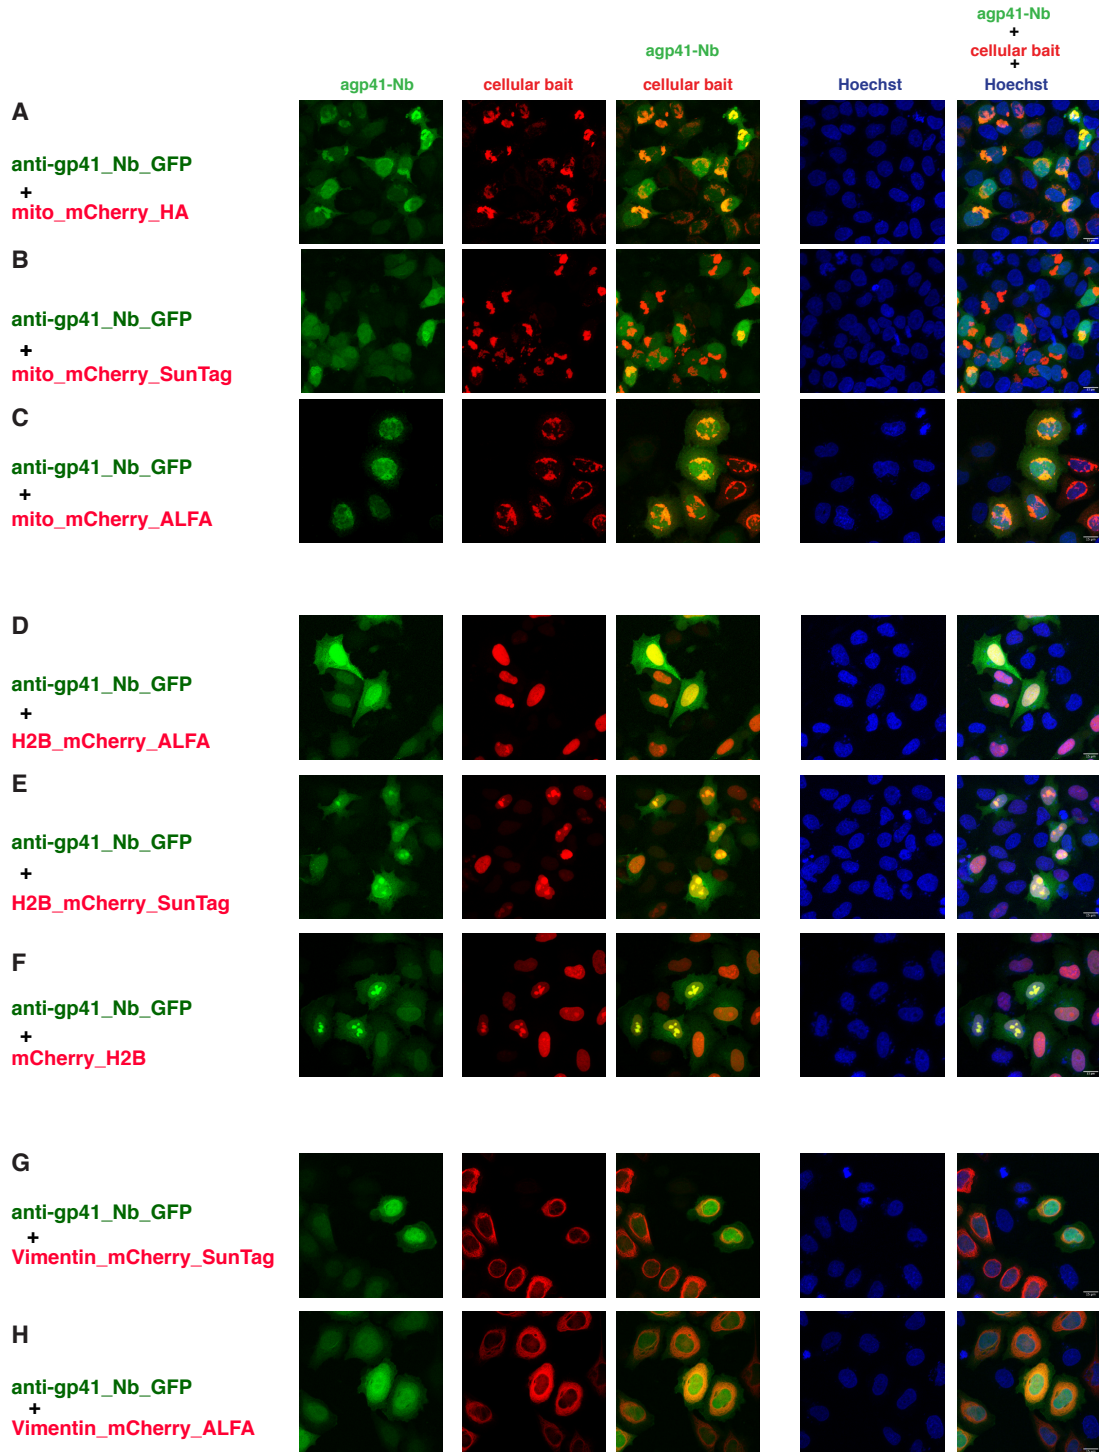 agp41-Nb
+
agp41-Nb
cellular bait
+
agp41-Nb
cellular bait
cellular bait
Hoechst
Hoechst
A
anti-gp41_Nb_GFP
+
mito_mCherry_HA
B
anti-gp41_Nb_GFP
+
mito_mCherry_SunTag
C
anti-gp41_Nb_GFP
+
mito_mCherry_ALFA
D
anti-gp41_Nb_GFP
+
H2B_mCherry_ALFA
E
anti-gp41_Nb_GFP
+
H2B_mCherry_SunTag
F
anti-gp41_Nb_GFP
+
mCherry_H2B
G
anti-gp41_Nb_GFP
+
Vimentin_mCherry_SunTag
H
anti-gp41_Nb_GFP
+
Vimentin_mCherry_ALFA